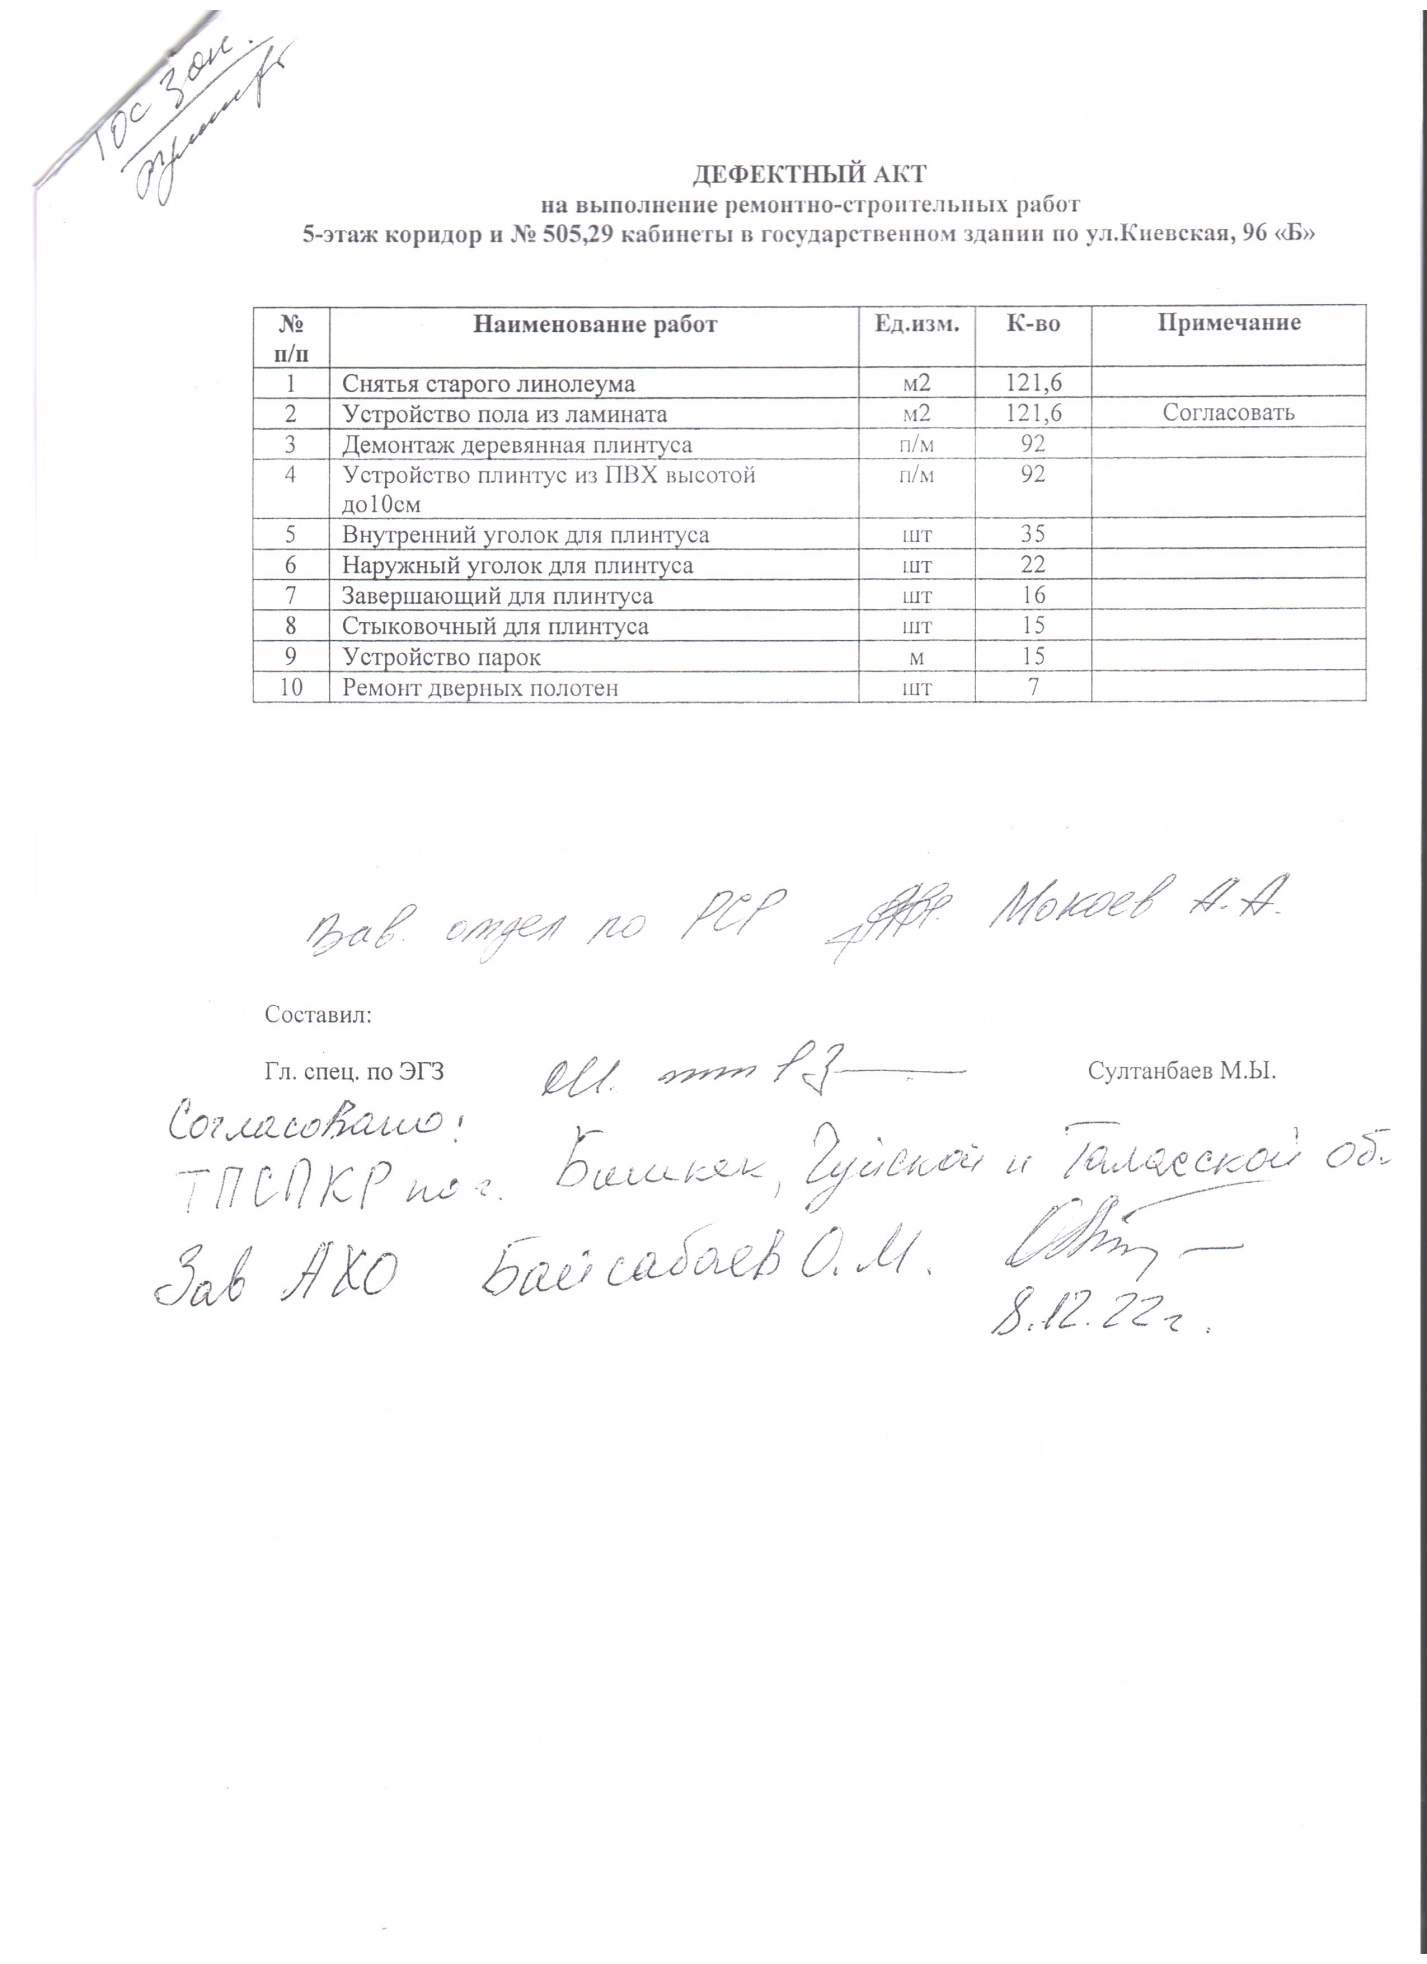 Гос Зак.
ДЕФЕКТНЫЙ АКТ
на выполнение ремонтно-строительных работ
5-этаж коридор и № 505,29 кабинеты в государственном здании по ул.Киевская, 96 «Б»
№ п/п Наименование работ Ед.изм. К-во Примечание
1 Снятья старого линолеума м2 121,6
2 Устройство пола из ламината м2 121,6 Согласовать
3 Демонтаж деревянная плинтуса п/м 92
4 Устройство плинтус из ПВХ высотой п/м 92
до10см
5 Внутренний уголок для плинтуса шт 35
6 Наружный уголок для плинтуса шт 22
7 Завершающий для плинтуса шт 16
8 Стыковочный для плинтуса шт 15
9 Устройство парок м 15
10 Ремонт дверных полотен шт 7
Зав. отдел по РСР Мокоев А.А.
Составил:
Гл. спец. по ЭГЗ Султанбаев М.Ы.
Согласовано:
ТПСПКР по г. Бишкек, Чуйской и Таласской об.
Зав АХО Байсабаев О.М.
8.12.22г.